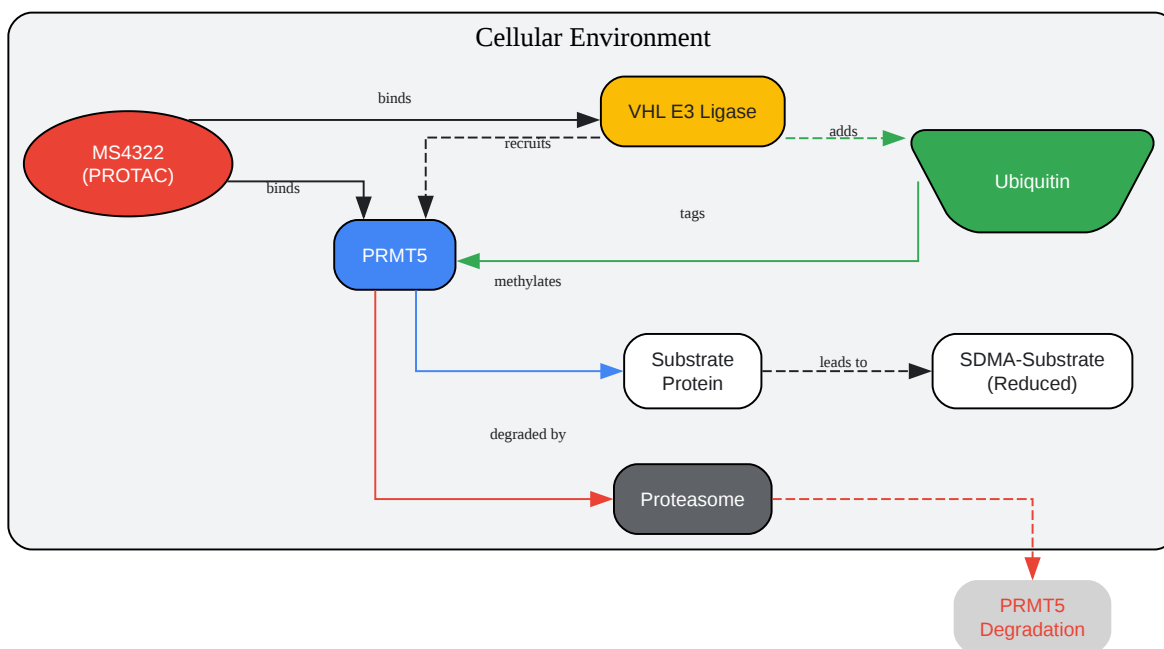 Cellular Environment
binds
VHL E3 Ligase
recruits
adds
MS4322
(PROTAC)
binds
Ubiquitin
tags
PRMT5
methylates
Substrate
Protein
leads to
SDMA-Substrate
(Reduced)
degraded by
Proteasome
PRMT5
Degradation